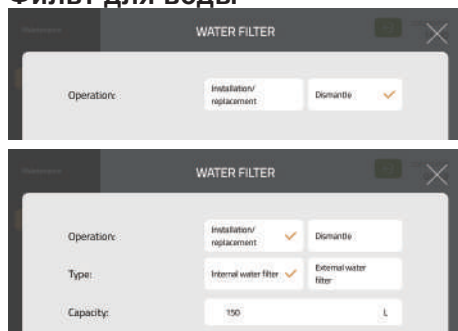 Фильт для воды
WATER FILTER
Operation:
Installation/
replacement
Dismantle
WATER FILTER
Operation:
Installation/
replacement
Dismantle
Type:
Internal water filter
External water
filter
Capacity:
150
L